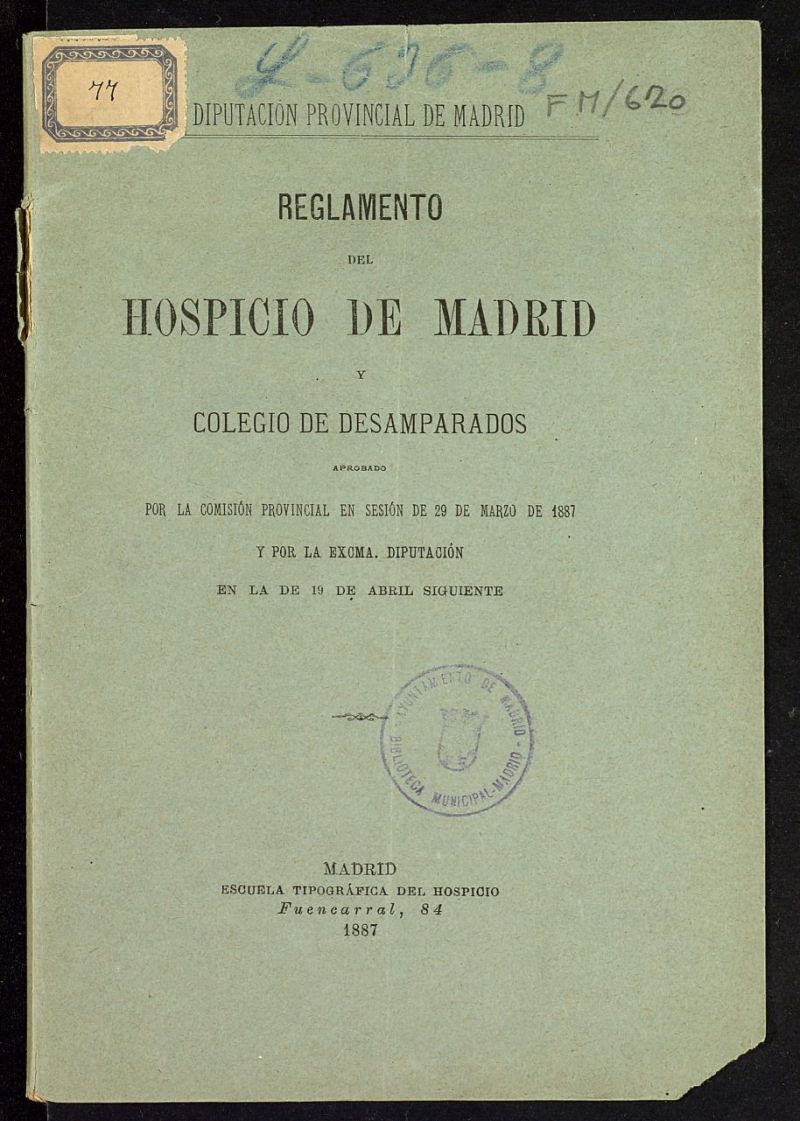 L-636-8
77
DIPUTACIÓN PROVINCIAL DE MADRID
FM/620
REGLAMENTO
DEL
HOSPICIO DE MADRID
Y
COLEGIO DE DESAMPARADOS
APROBADO
POR LA COMISIÓN PROVINCIAL EN SESIÓN DE 29 DE MARZO DE 1887
Y POR LA EXCMA. DIPUTACIÓN
EN LA DE 19 DE ABRIL SIGUIENTE
AYUNTAMIENTO DE MADRID -
BIBLIOTECA MUNICIPAL-MADRID-
MADRID
ESCUELA TIPOGRÁFICA DEL HOSPICIO
Fuencarral, 84
1887